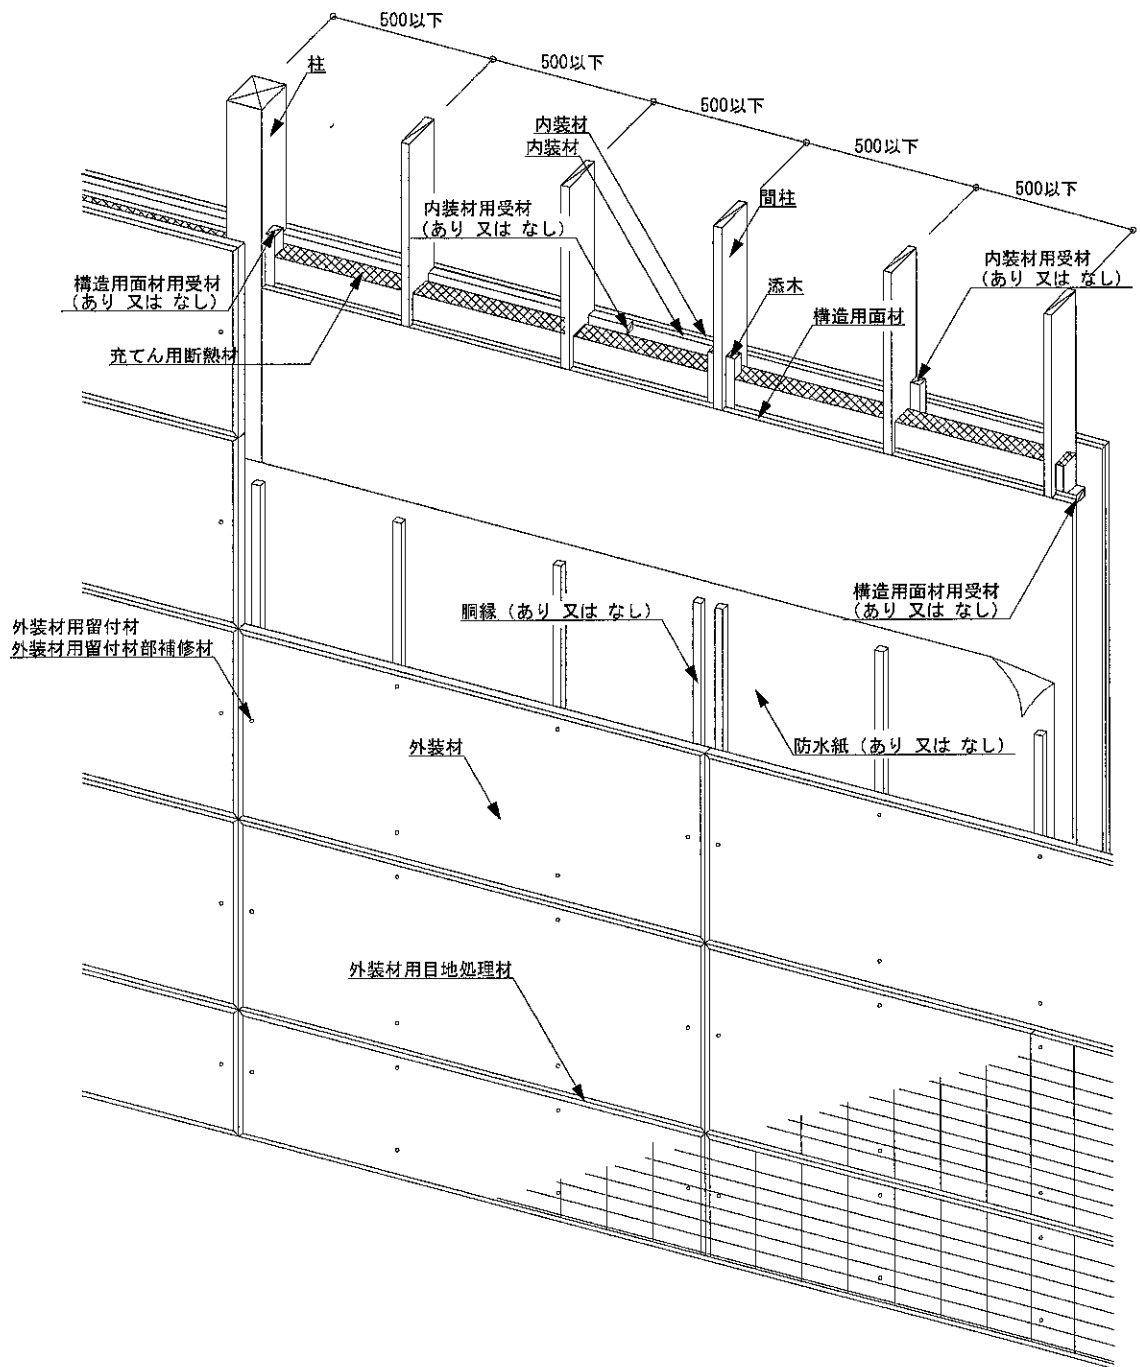 500以下
500以下
500以下
500以下
500以下
柱
内装材
内装材
間柱
内装材用受材
(あり 又は なし)
内装材用受材
(あり 又は なし)
構造用面材用受材
(あり 又は なし)
添木
構造用面材
充てん用断熱材
構造用面材用受材
(あり 又は なし)
胴縁 (あり 又は なし)
外装材用留付材
外装材用留付材部補修材
外装材
防水紙 (あり 又は なし)
外装材用目地処理材